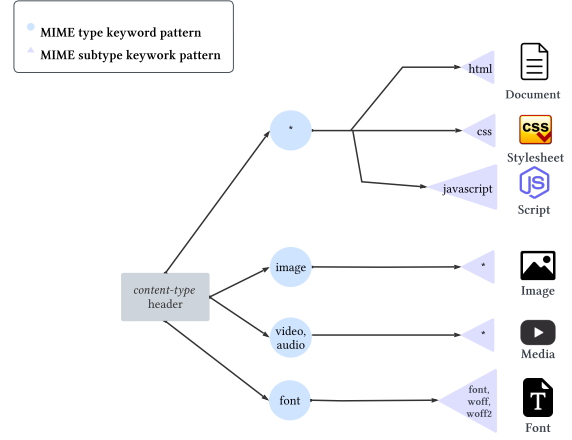 MIME type keyword pattern
MIME subtype keywork pattern
*
html
Document
css
CSS
Stylesheet
javascript
JS
Script
content-type
header
image
*
Image
video,
audio
*
Media
font
font,
woff,
woff2
T
Font